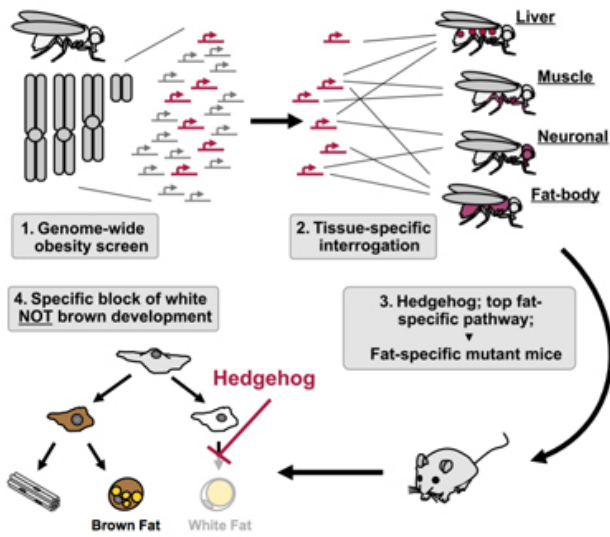 Liver
Muscle
Neuronal
Fat-body
1. Genome-wide
obesity screen
2. Tissue-specific
interrogation
3. Hedgehog; top fat-
specific pathway;
Fat-specific mutant mice
4. Specific block of white
NOT brown development
Hedgehog
Brown Fat
White Fat